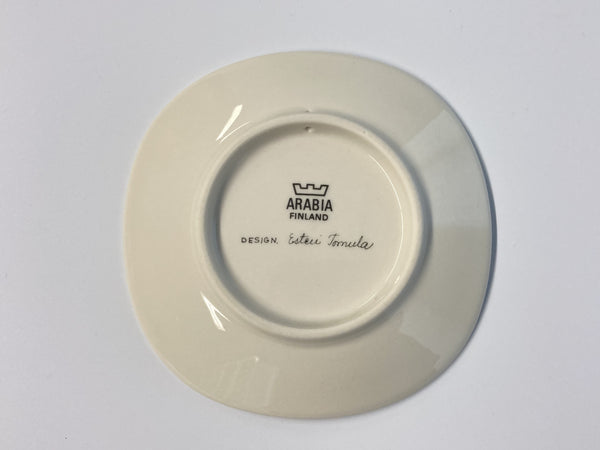 ARABIA
FINLAND
DESIGN. Esteri Tomula